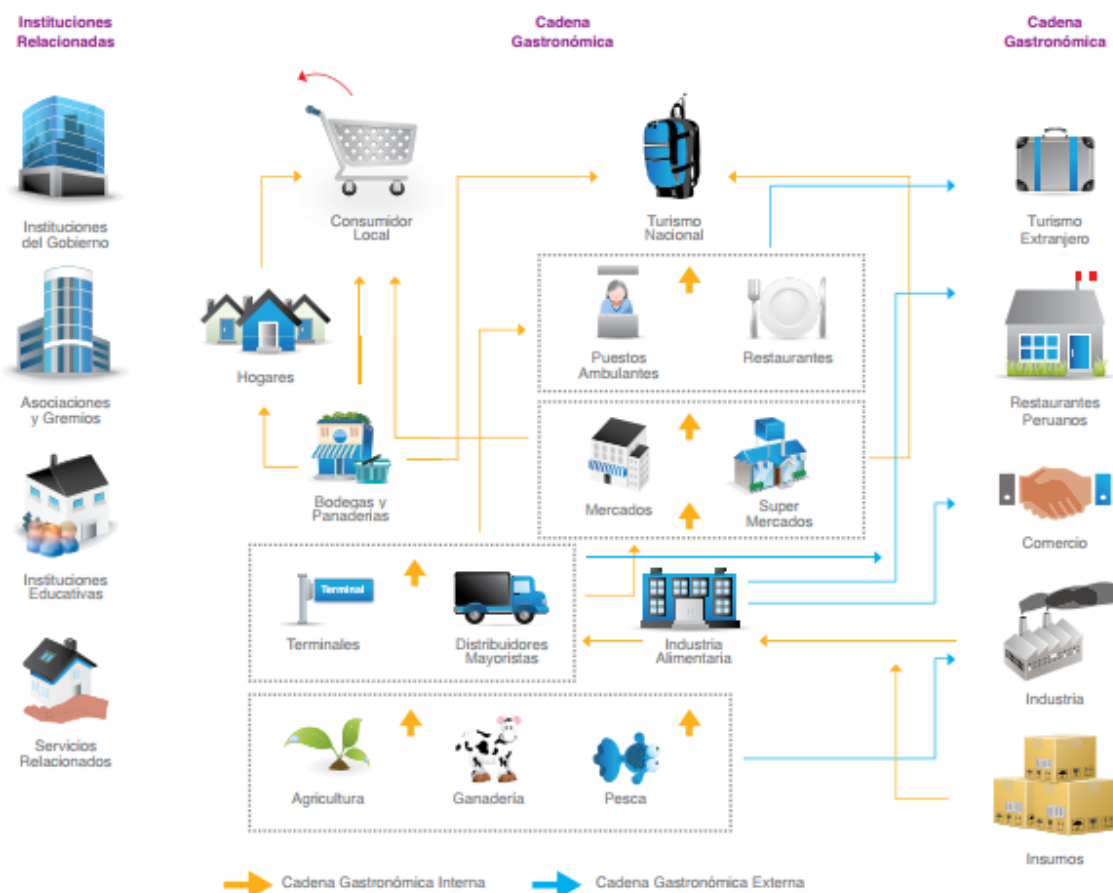 Instituciones
Relacionadas
Instituciones
del Gobierno
Asociaciones
y Gremios
Instituciones
Educativas
Servicios
Relacionados
Cadena
Gastronómica
Consumidor
Local
Turismo
Nacional
Hogares
Puestos
Ambulantes
Restaurantes
Bodegas y
Panaderias
Mercados
Super
Mercados
Terminal
Terminales
Distribuidores
Mayoristas
Industria
Alimentaria
Agricultura
Ganadería
Pesca
Cadena
Gastronómica
Turismo
Extranjero
Restaurantes
Peruanos
Comercio
Industria
Insumos
Cadena Gastronómica Interna
Cadena Gastronómica Externa